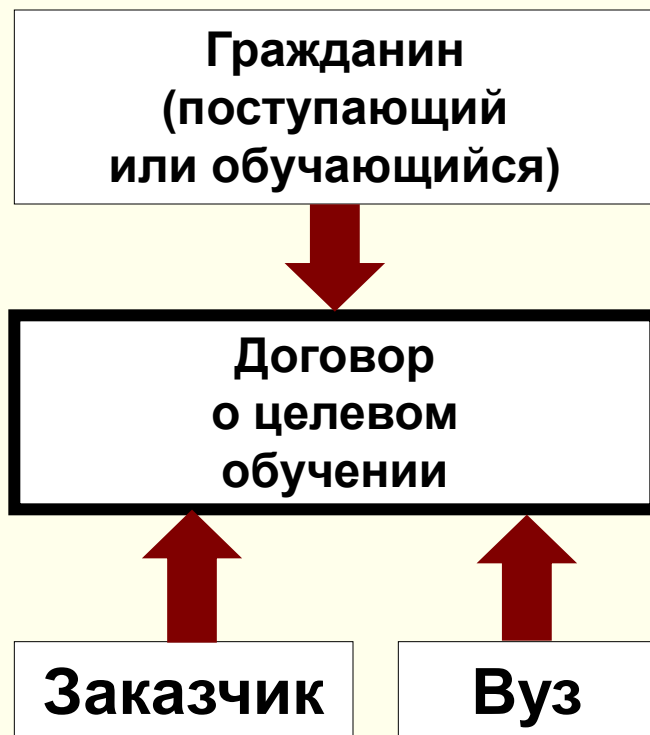 Гражданин
(поступающий
или обучающийся)
Договор
о целевом
обучении
Заказчик
Вуз